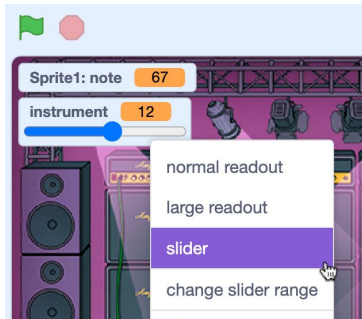 Sprite1: note 67
instrument 12
normal readout
large readout
slider
change slider range